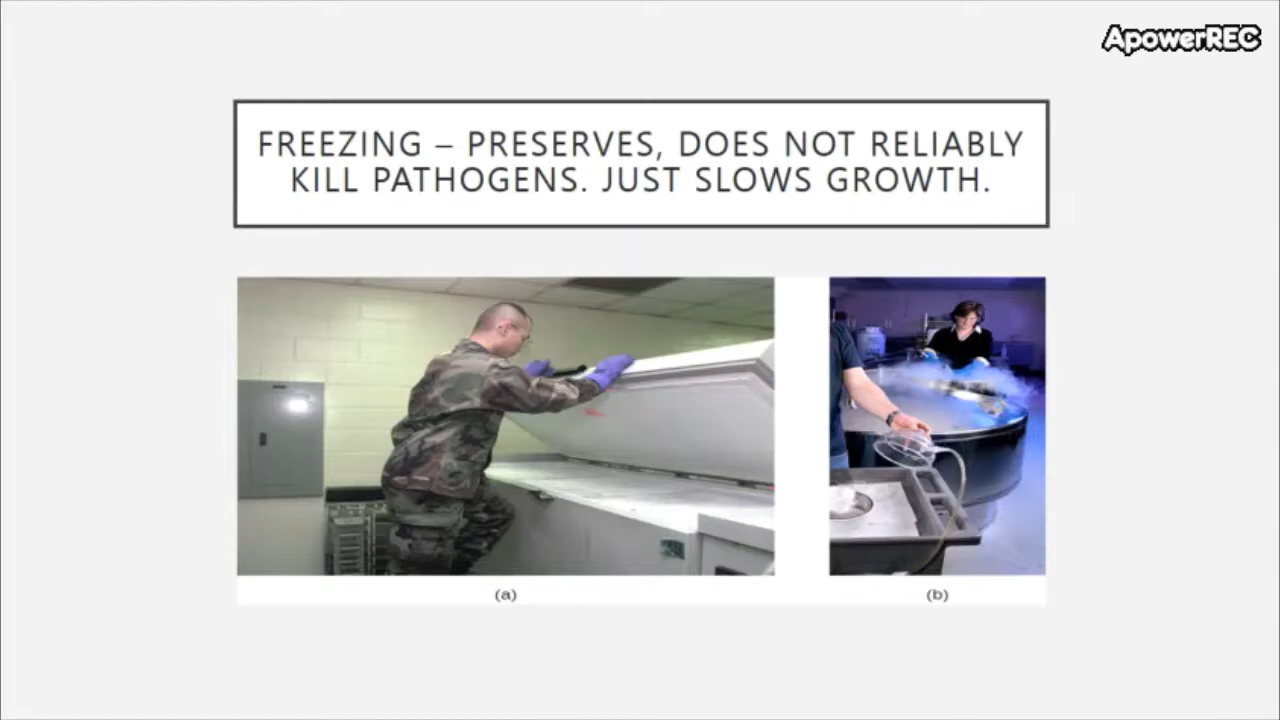 ApowerREC
FREEZING – PRESERVES, DOES NOT RELIABLY
KILL PATHOGENS. JUST SLOWS GROWTH.
(a)
(b)